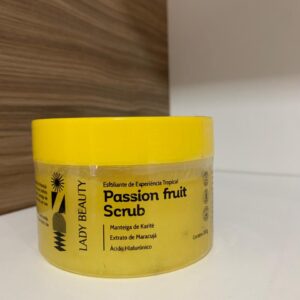 LADY BEAUTY
Esfoliante de Experiência Tropical
Passion fruit
Scrub
Manteiga de Karité
Extrato de Maracujá
Ácido Hialurônico